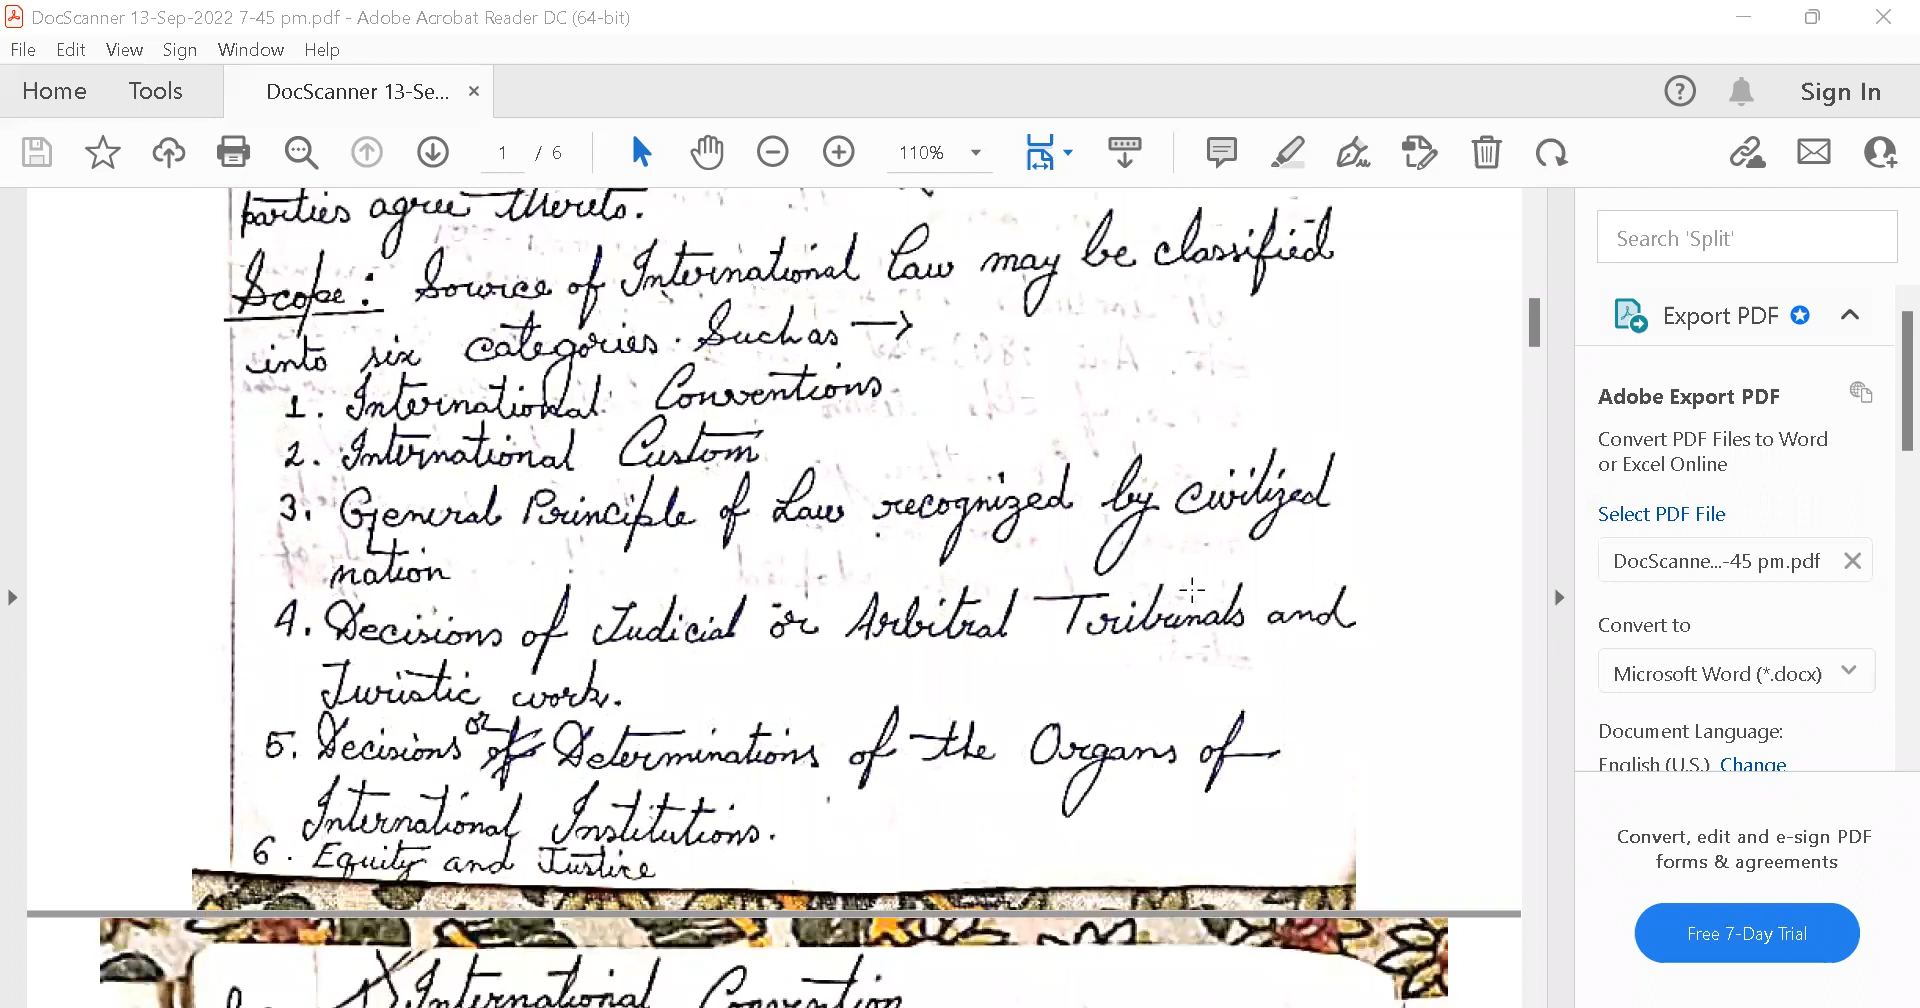 DocScanner 13-Sep-2022 7-45 pm.pdf - Adobe Acrobat Reader DC (64-bit)
File Edit View Sign Window Help
Home Tools DocScanner 13-Se... × Sign In
1 / 6 110%
parties agree thereto.
Scope: Source of International Law may be classified
into six categories. Such as →
1. International Conventions
2. International Custom
3. General Principle of Law recognized by civilized
nation
4. Decisions of Judicial or Arbitral Tribunals and
Juristic work.
5. Decisions or Determinations of the Organs of
International Institutions.
6. Equity and Justice
International Convention
Search 'Split'
Export PDF
Adobe Export PDF
Convert PDF Files to Word
or Excel Online
Select PDF File
DocScanne...-45 pm.pdf
Convert to
Microsoft Word (*.docx)
Document Language:
English (U.S.) Change
Convert, edit and e-sign PDF
forms & agreements
Free 7-Day Trial